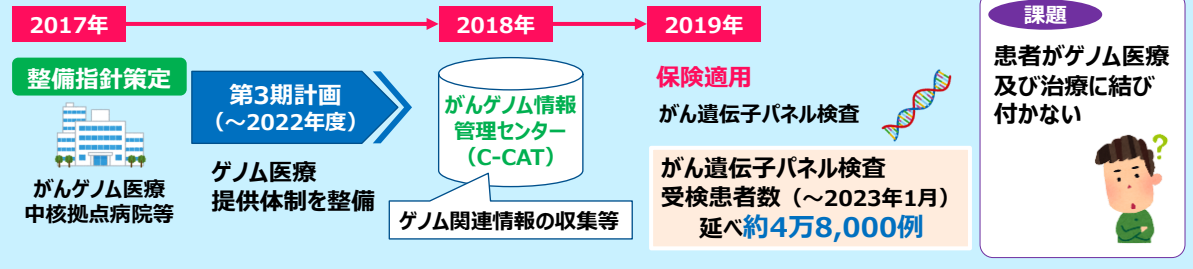 2017年
2018年
2019年
整備指針策定
がんゲノム医療
中核拠点病院等
第3期計画
（～2022年度）
ゲノム医療
提供体制を整備
がんゲノム情報
管理センター
（C-CAT）
ゲノム関連情報の収集等
保険適用
がん遺伝子パネル検査
がん遺伝子パネル検査
受検患者数（～2023年1月）
延べ約4万8,000例
課題
患者がゲノム医療
及び治療に結び
付かない
?